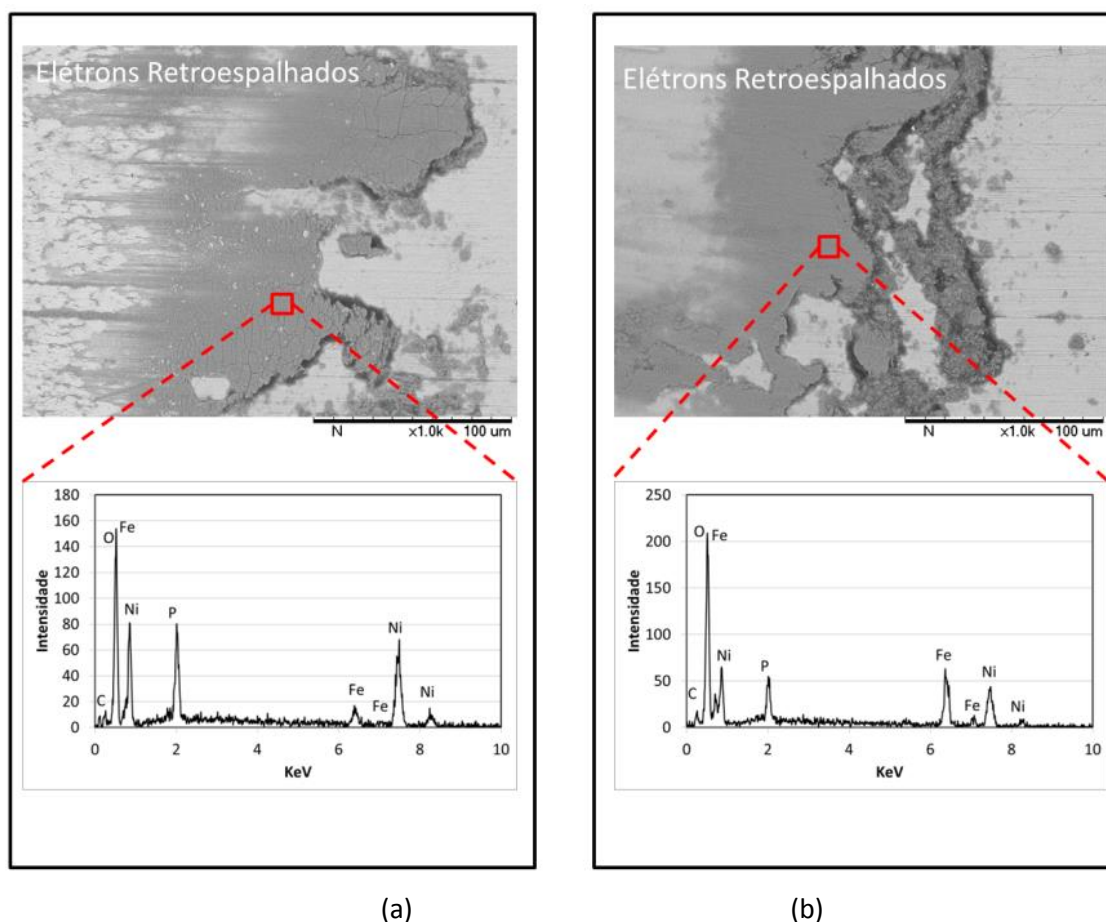 Elétrons Retroespalhados
N x1.0k 100 um
180
160
140
120
100
80
60
40
20
0
Intensidade
C
O
Fe
Ni
P
Fe
Fe
Ni
Ni
0 2 4 6 8 10
KeV
(a)
Elétrons Retroespalhados
N x1.0k 100 um
250
200
150
100
50
0
Intensidade
C
O
Fe
Ni
P
Fe
Fe
Ni
Ni
0 2 4 6 8 10
KeV
(b)